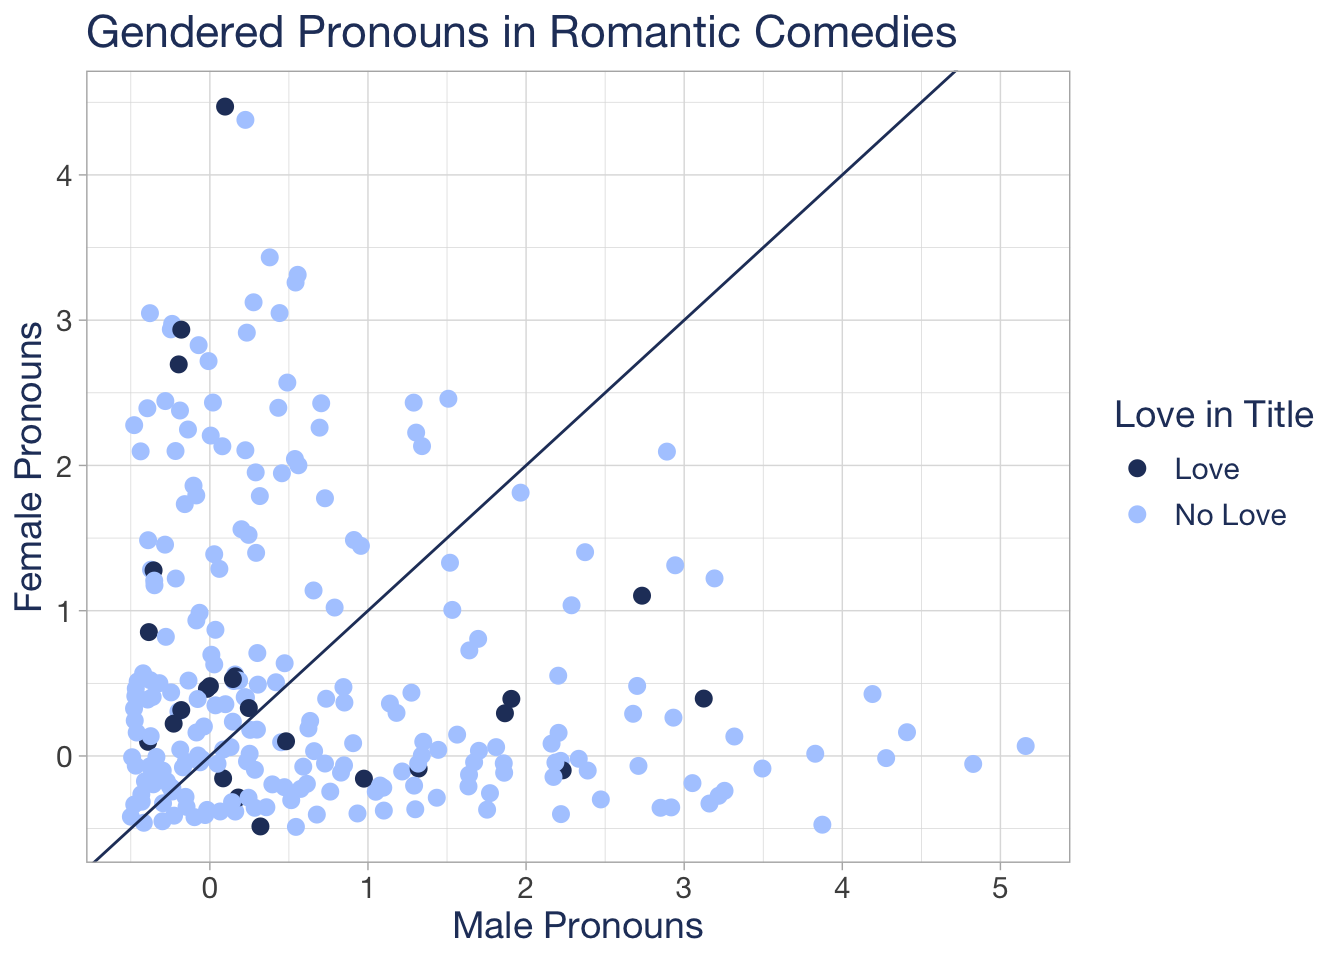 Gendered Pronouns in Romantic Comedies
4
3
2
1
0
Female Pronouns
0 1 2 3 4 5
Male Pronouns
Love in Title
Love
No Love